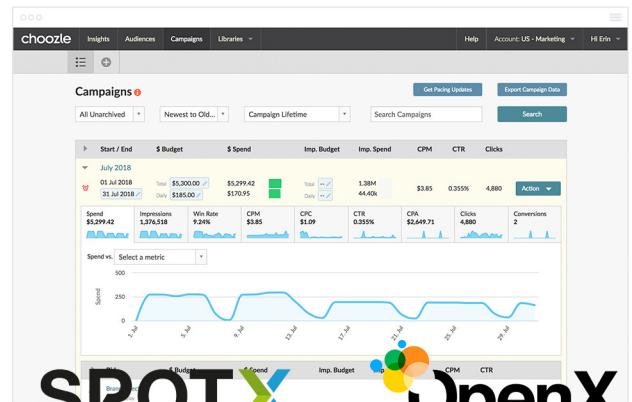 choozle Insights Audiences Campaigns Libraries Help Account: US - Marketing Hi Erin
Campaigns
Get Pacing Updates Export Campaign Data
All Unarchived Newest to Old... Campaign Lifetime Search Campaigns Search
Start / End $ Budget $ Spend Imp. Budget Imp. Spend CPM CTR Clicks
July 2018
01 Jul 2018 Total $5,300.00 $5,299.42 Total -- 1.38M
$3.85 0.355% 4,880 Action
31 Jul 2018 Daily $185.00 $170.95 Daily -- 44.40k
Spend Impressions Win Rate CPM CPC CTR CPA Clicks Conversions
$5,299.42 1,376,518 9.24% $3.85 $1.09 0.355% $2,649.71 4,880 2
Spend vs. Select a metric
500
250
0
Spend
1. Jul 5. Jul 9. Jul 13. Jul 17. Jul 21. Jul 25. Jul 29. Jul
$ Budget $ Spend Imp. Budget CPM CTR
SPOTX OpenX